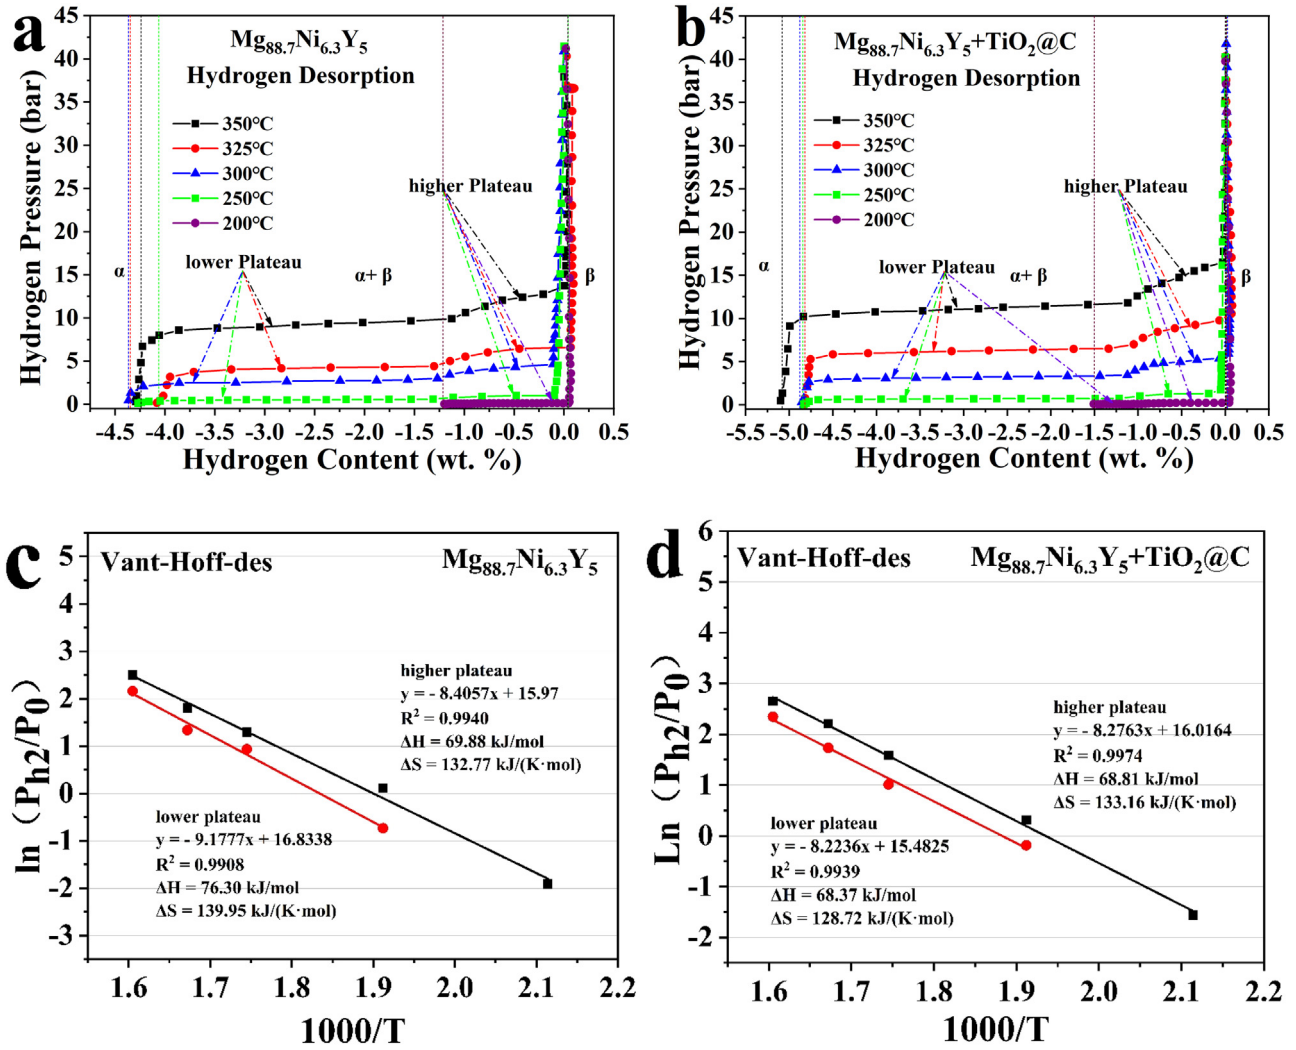 a
Mg88.7Ni6.3Y5
Hydrogen Desorption
350°C
325°C
300°C
250°C
200°C
higher Plateau
lower Plateau
α
α+ β
β
Hydrogen Pressure (bar)
45
40
35
30
25
20
15
10
5
0
-4.5 -4.0 -3.5 -3.0 -2.5 -2.0 -1.5 -1.0 -0.5 0.0 0.5
Hydrogen Content (wt. %)
b
Mg88.7Ni6.3Y5+TiO2@C
Hydrogen Desorption
350°C
325°C
300°C
250°C
200°C
higher Plateau
lower Plateau
α
α+ β
β
Hydrogen Pressure (bar)
45
40
35
30
25
20
15
10
5
0
-5.5 -5.0 -4.5 -4.0 -3.5 -3.0 -2.5 -2.0 -1.5 -1.0 -0.5 0.0 0.5
Hydrogen Content (wt. %)
c
Vant-Hoff-des
Mg88.7Ni6.3Y5
higher plateau
y = - 8.4057x + 15.97
R2 = 0.9940
ΔH = 69.88 kJ/mol
ΔS = 132.77 kJ/(K·mol)
lower plateau
y = - 9.1777x + 16.8338
R2 = 0.9908
ΔH = 76.30 kJ/mol
ΔS = 139.95 kJ/(K·mol)
ln（Ph2/P0）
5
4
3
2
1
0
-1
-2
-3
1.6 1.7 1.8 1.9 2.0 2.1 2.2
1000/T
d
Vant-Hoff-des
Mg88.7Ni6.3Y5+TiO2@C
higher plateau
y = - 8.2763x + 16.0164
R2 = 0.9974
ΔH = 68.81 kJ/mol
ΔS = 133.16 kJ/(K·mol)
lower plateau
y = - 8.2236x + 15.4825
R2 = 0.9939
ΔH = 68.37 kJ/mol
ΔS = 128.72 kJ/(K·mol)
Ln（Ph2/P0）
6
5
4
3
2
1
0
-1
-2
1.6 1.7 1.8 1.9 2.0 2.1 2.2
1000/T